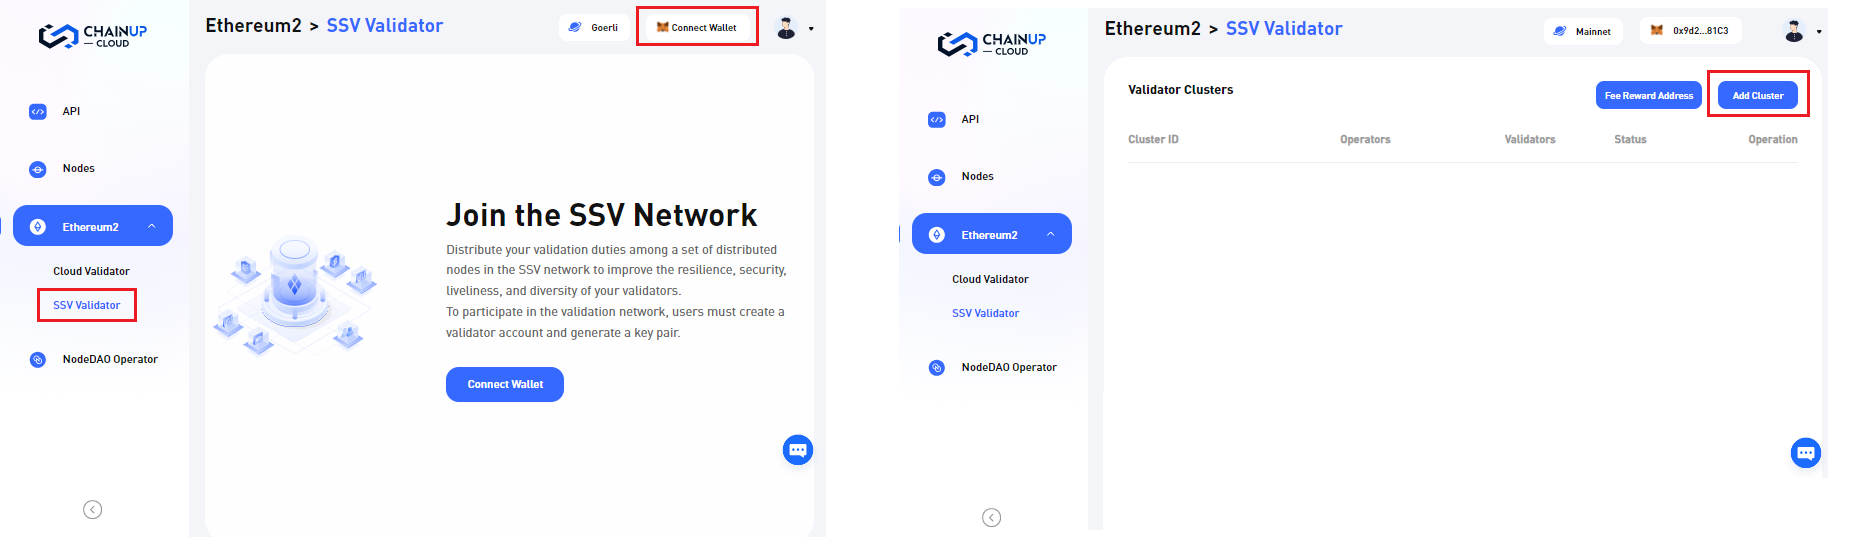 CHAINUP
CLOUD
Ethereum2 > SSV Validator
Goerli
Connect Wallet
API
Nodes
Ethereum2
Cloud Validator
SSV Validator
NodeDAO Operator
Join the SSV Network
Distribute your validation duties among a set of distributed
nodes in the SSV network to improve the resilience, security,
liveliness, and diversity of your validators.
To participate in the validation network, users must create a
validator account and generate a key pair.
Connect Wallet
CHAINUP
CLOUD
Ethereum2 > SSV Validator
Mainnet
0x9d2...81C3
API
Nodes
Ethereum2
Cloud Validator
SSV Validator
NodeDAO Operator
Validator Clusters
Fee Reward Address
Add Cluster
Cluster ID
Operators
Validators
Status
Operation